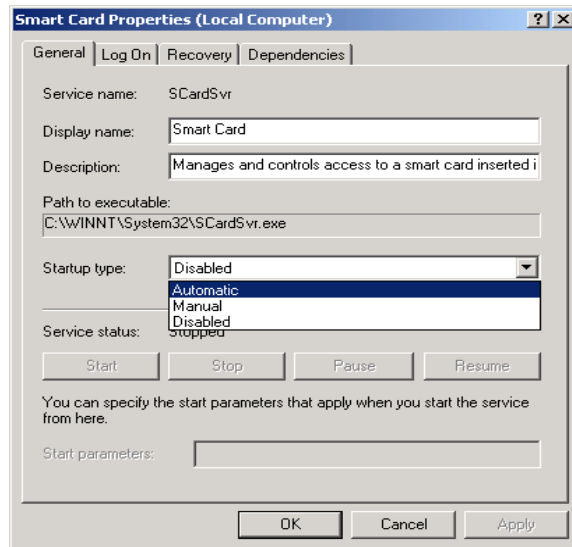 Smart Card Properties (Local Computer)
General Log On Recovery Dependencies
Service name: SCardSvr
Display name: Smart Card
Description: Manages and controls access to a smart card inserted i
Path to executable:
C:\WINNT\System32\SCardSvr.exe
Startup type: Disabled
Automatic
Manual
Disabled
Service status: Stopped
Start Stop Pause Resume
You can specify the start parameters that apply when you start the service
from here.
Start parameters:
OK Cancel Apply